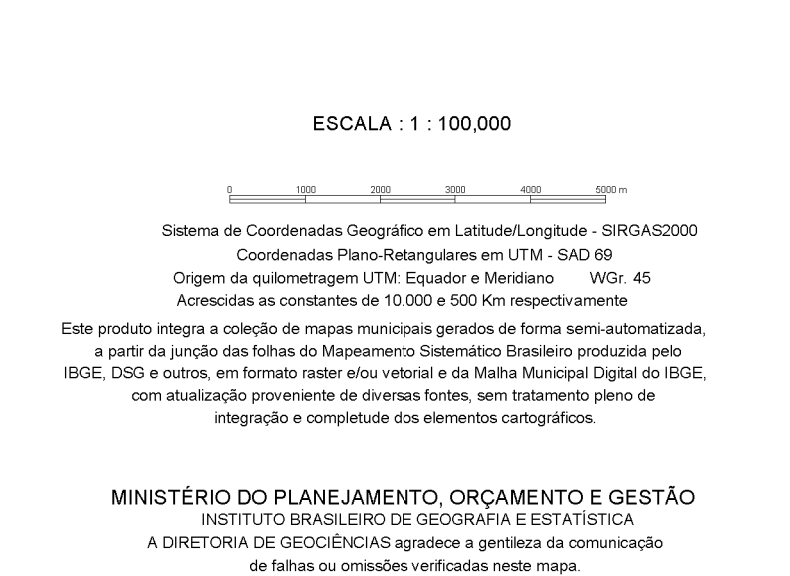 ESCALA : 1 : 100,000
0 1000 2000 3000 4000 5000 m
Sistema de Coordenadas Geográfico em Latitude/Longitude - SIRGAS2000
Coordenadas Plano-Retangulares em UTM - SAD 69
Origem da quilometragem UTM: Equador e Meridiano WGr. 45
Acrescidas as constantes de 10.000 e 500 Km respectivamente
Este produto integra a coleção de mapas municipais gerados de forma semi-automatizada,
a partir da junção das folhas do Mapeamento Sistemático Brasileiro produzida pelo
IBGE, DSG e outros, em formato raster e/ou vetorial e da Malha Municipal Digital do IBGE,
com atualização proveniente de diversas fontes, sem tratamento pleno de
integração e completude dos elementos cartográficos.
MINISTÉRIO DO PLANEJAMENTO, ORÇAMENTO E GESTÃO
INSTITUTO BRASILEIRO DE GEOGRAFIA E ESTATÍSTICA
A DIRETORIA DE GEOCIÊNCIAS agradece a gentileza da comunicação
de falhas ou omissões verificadas neste mapa.